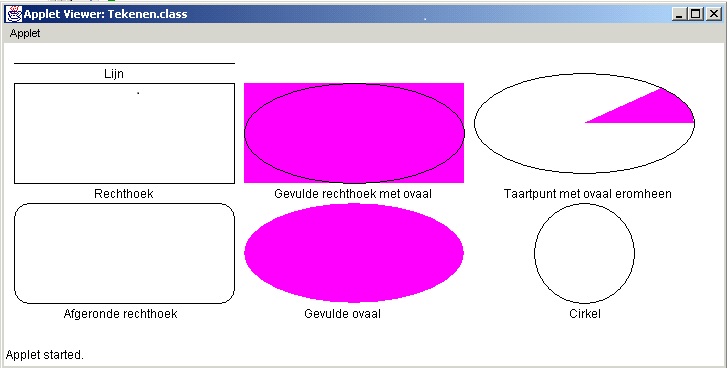 Applet Viewer: Tekenen.class
Applet
Lijn
Rechthoek
Gevulde rechthoek met ovaal
Taartpunt met ovaal eromheen
Afgeronde rechthoek
Gevulde ovaal
Cirkel
Applet started.